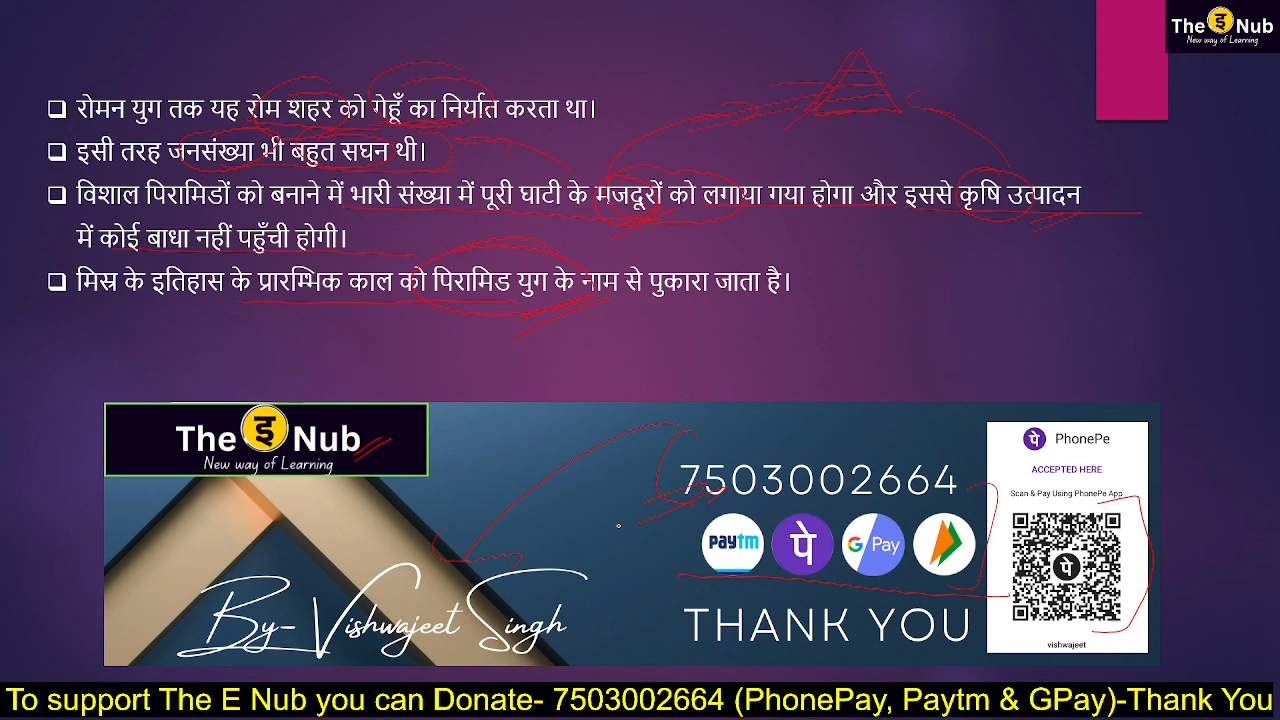 The इ Nub
New way of Learning
❑ रोमन युग तक यह रोम शहर को गेहूँ का निर्यात करता था।
❑ इसी तरह जनसंख्या भी बहुत सघन थी।
❑ विशाल पिरामिडों को बनाने में भारी संख्या में पूरी घाटी के मजदूरों को लगाया गया होगा और इससे कृषि उत्पादन
में कोई बाधा नहीं पहुँची होगी।
❑ मिस्र के इतिहास के प्रारम्भिक काल को पिरामिड युग के नाम से पुकारा जाता है।
The इ Nub
New way of Learning
7503002664
Paytm पे G Pay
By- Vishwajeet Singh
THANK YOU
पे PhonePe
ACCEPTED HERE
Scan & Pay Using PhonePe App
पे
vishwajeet
To support The E Nub you can Donate- 7503002664 (PhonePay, Paytm & GPay)-Thank You